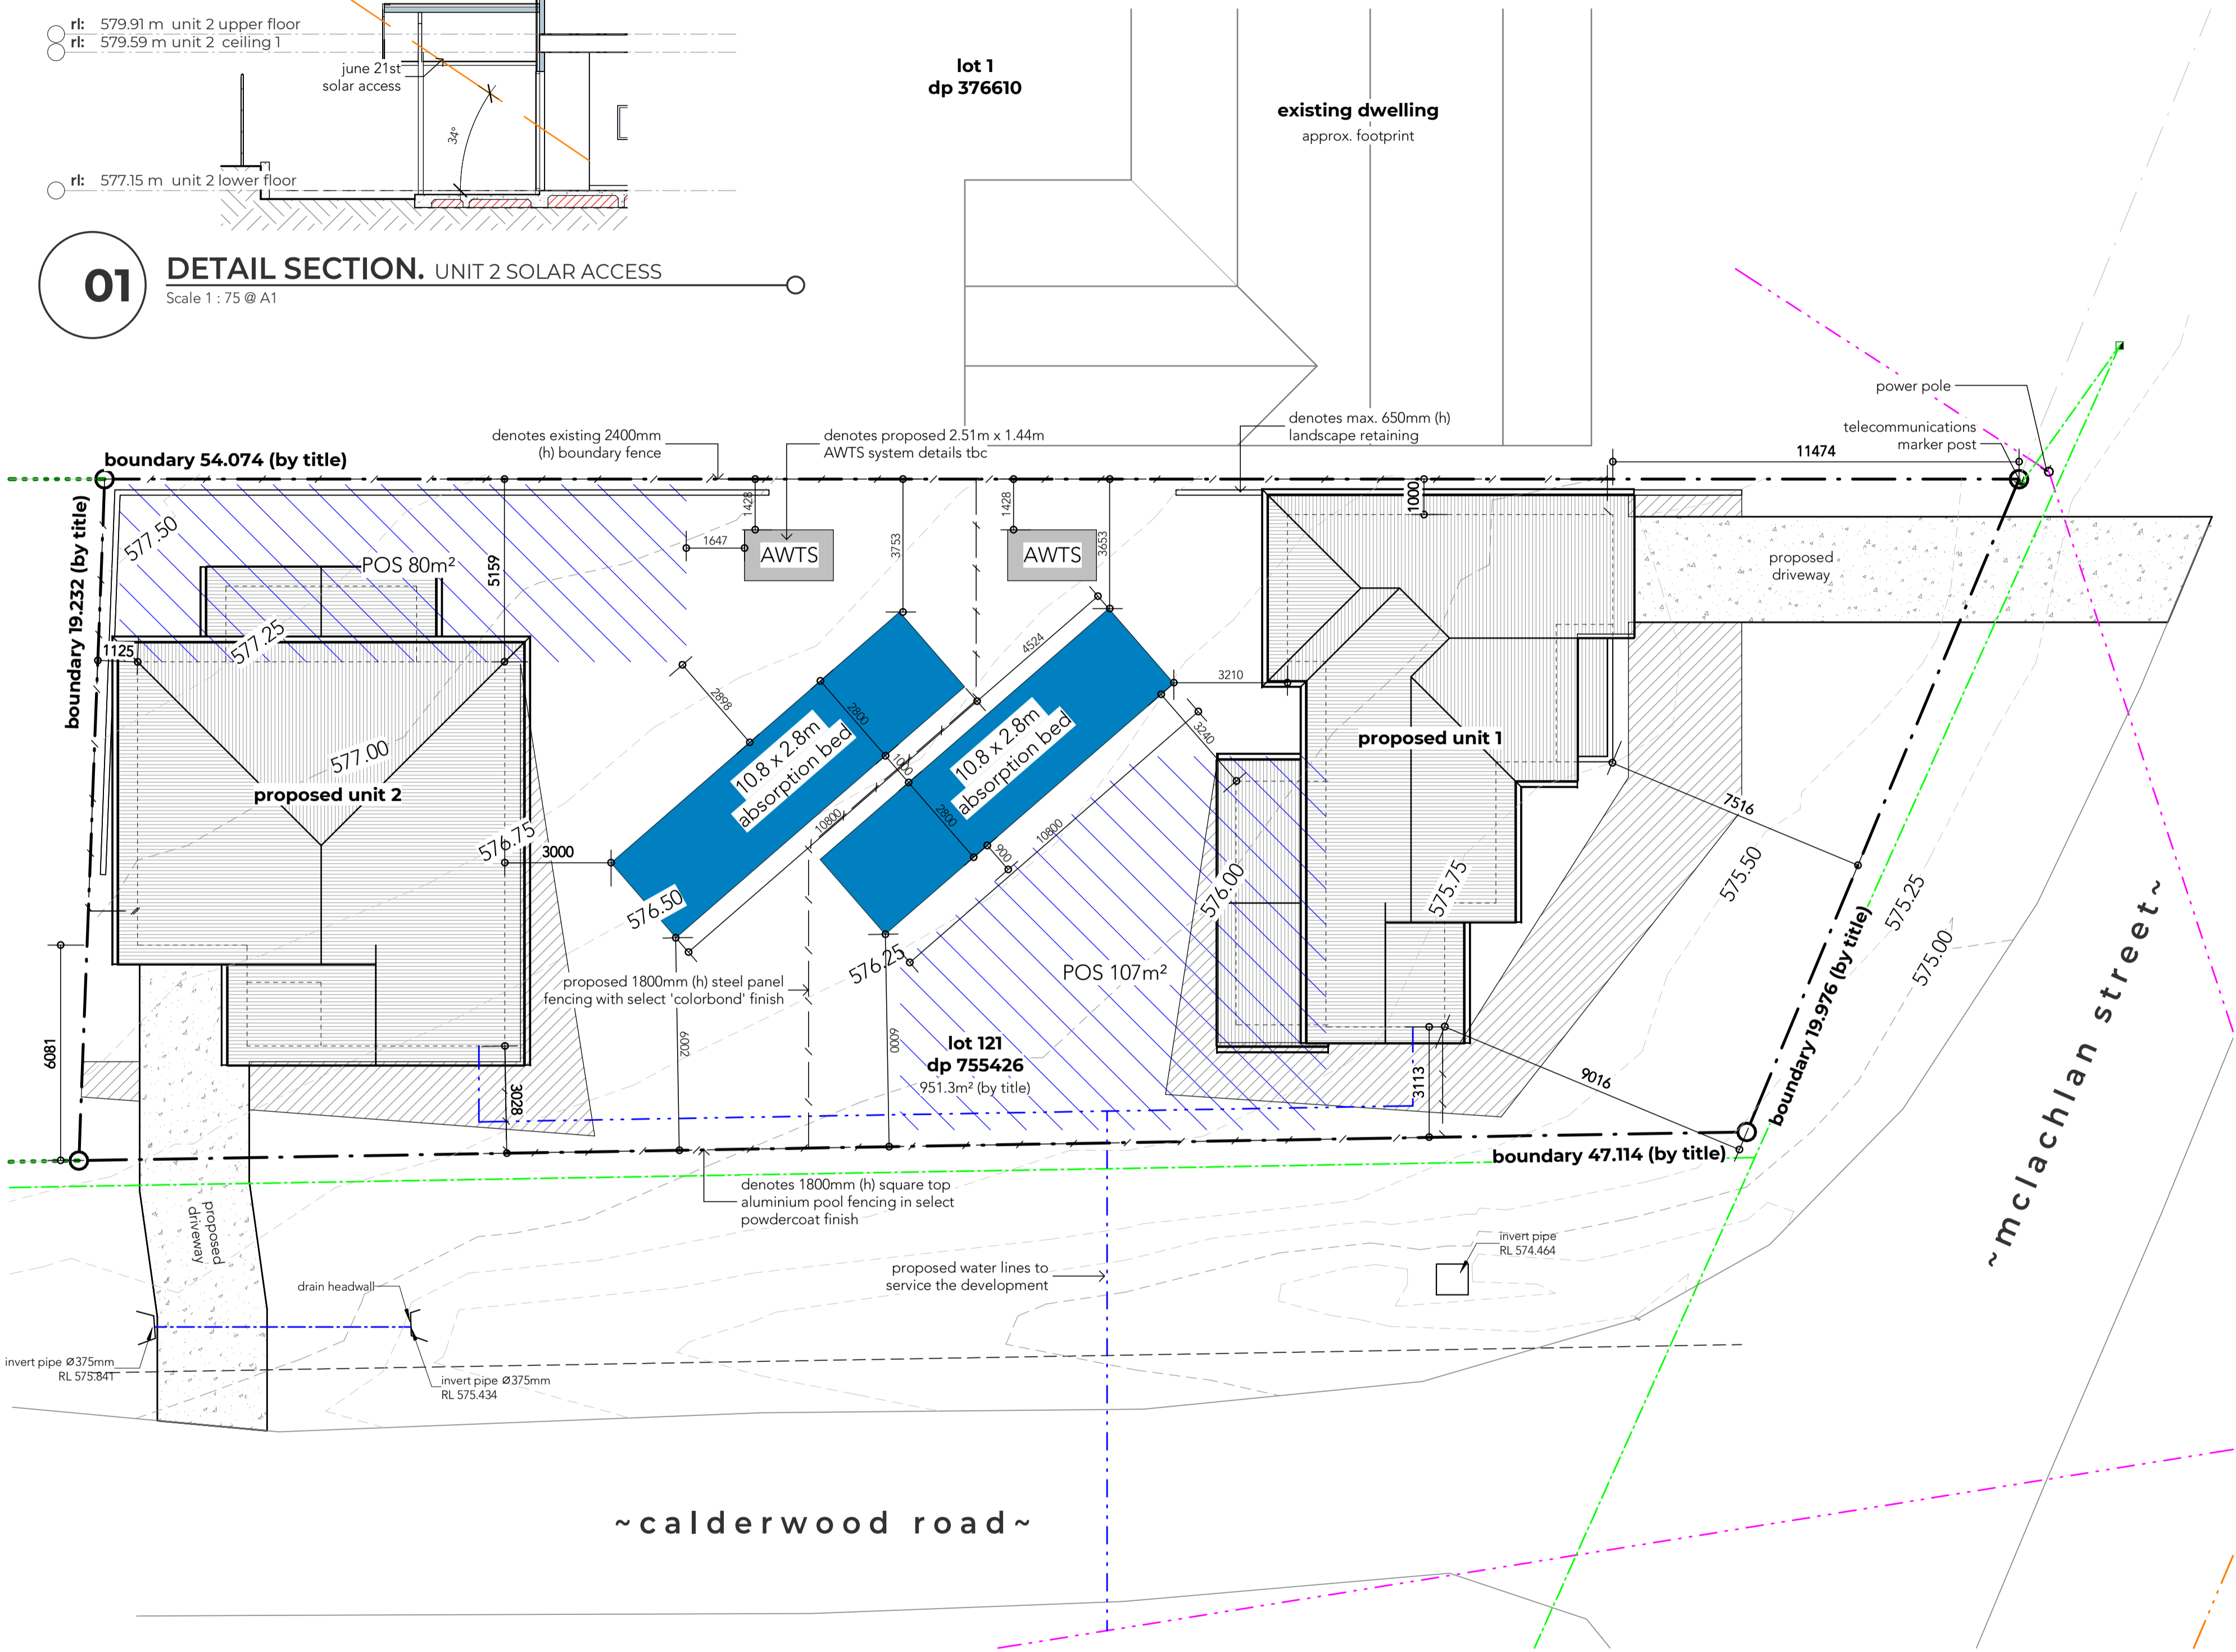 rl: 579.91 m unit 2 upper floor
rl: 579.59 m unit 2 ceiling 1
june 21st
solar access
34°
rl: 577.15 m unit 2 lower floor
01
DETAIL SECTION. UNIT 2 SOLAR ACCESS
Scale 1 : 75 @ A1
lot 1
dp 376610
existing dwelling
approx. footprint
power pole
telecommunications
marker post
11474
denotes existing 2400mm
(h) boundary fence
denotes proposed 2.51m x 1.44m
AWTS system details tbc
denotes max. 650mm (h)
landscape retaining
boundary 54.074 (by title)
boundary 19.232 (by title)
577.50
POS 80m²
5159
1428
1647
AWTS
3753
1428
AWTS
3653
1000
proposed
driveway
577.25
1125
577.00
proposed unit 2
576.75
3000
2898
2800
10.8 x 2.8m
absorption bed
1000
10800
4524
10.8 x 2.8m
absorption bed
2800
900
10800
3210
3240
proposed unit 1
7516
576.00
575.75
575.50
575.25
575.00
576.50
576.25
proposed 1800mm (h) steel panel
fencing with select 'colorbond' finish
6002
6000
POS 107m²
lot 121
dp 755426
951.3m² (by title)
6081
3028
3113
9016
boundary 19.976 (by title)
boundary 47.114 (by title)
~mclachlan street~
denotes 1800mm (h) square top
aluminium pool fencing in select
powdercoat finish
proposed
driveway
drain headwall
proposed water lines to
service the development
invert pipe
RL 574.464
invert pipe Ø375mm
RL 575.841
invert pipe Ø375mm
RL 575.434
~calderwood road~